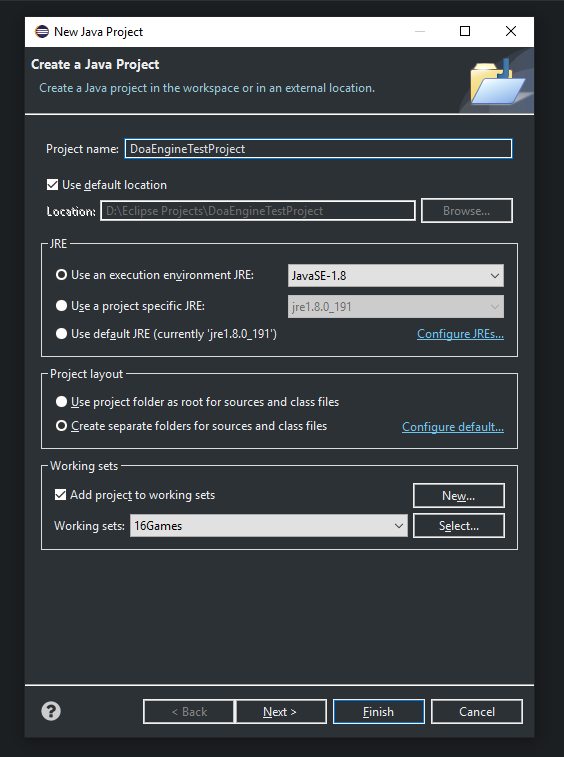 New Java Project
Create a Java Project
Create a Java project in the workspace or in an external location.
Project name: DoaEngineTestProject
Use default location
Location: D:\Eclipse Projects\DoaEngineTestProject Browse...
JRE
Use an execution environment JRE: JavaSE-1.8
Use a project specific JRE: jre1.8.0_191
Use default JRE (currently 'jre1.8.0_191') Configure JREs...
Project layout
Use project folder as root for sources and class files
Create separate folders for sources and class files Configure default...
Working sets
Add project to working sets New...
Working sets: 16Games Select...
? < Back Next > Finish Cancel